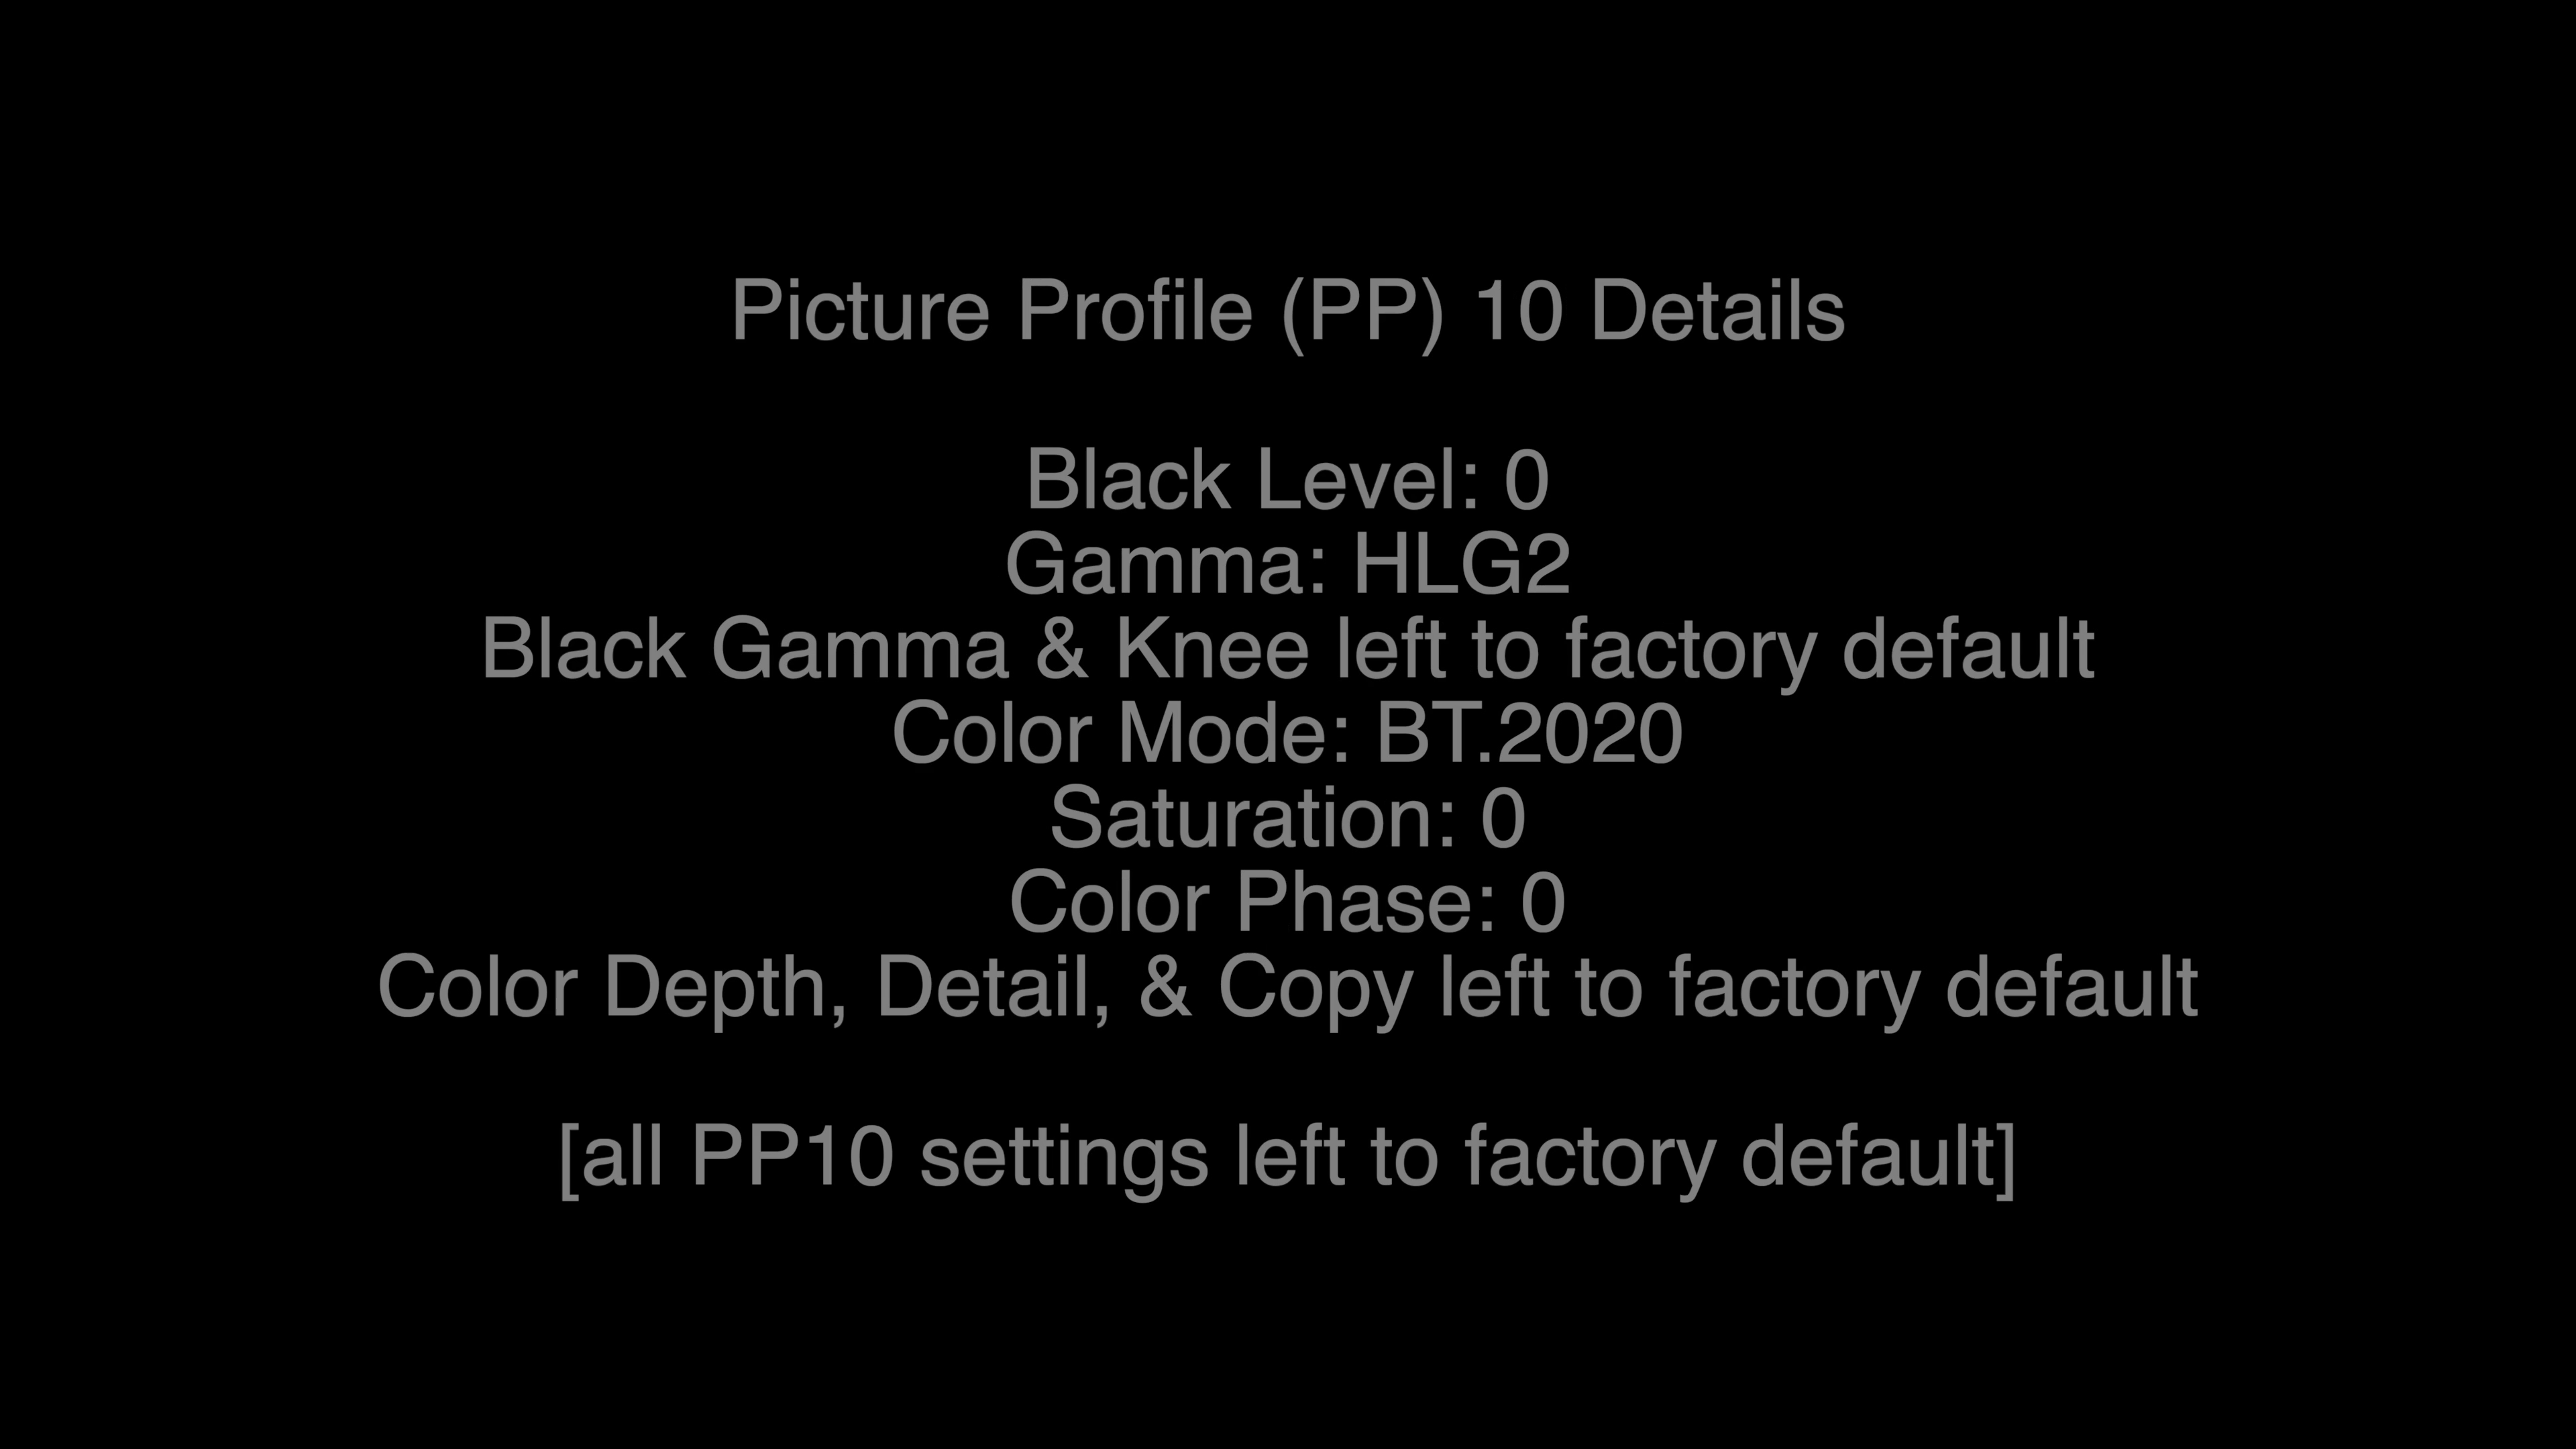 Picture Profile (PP) 10 Details
Black Level: 0
Gamma: HLG2
Black Gamma & Knee left to factory default
Color Mode: BT.2020
Saturation: 0
Color Phase: 0
Color Depth, Detail, & Copy left to factory default
[all PP10 settings left to factory default]